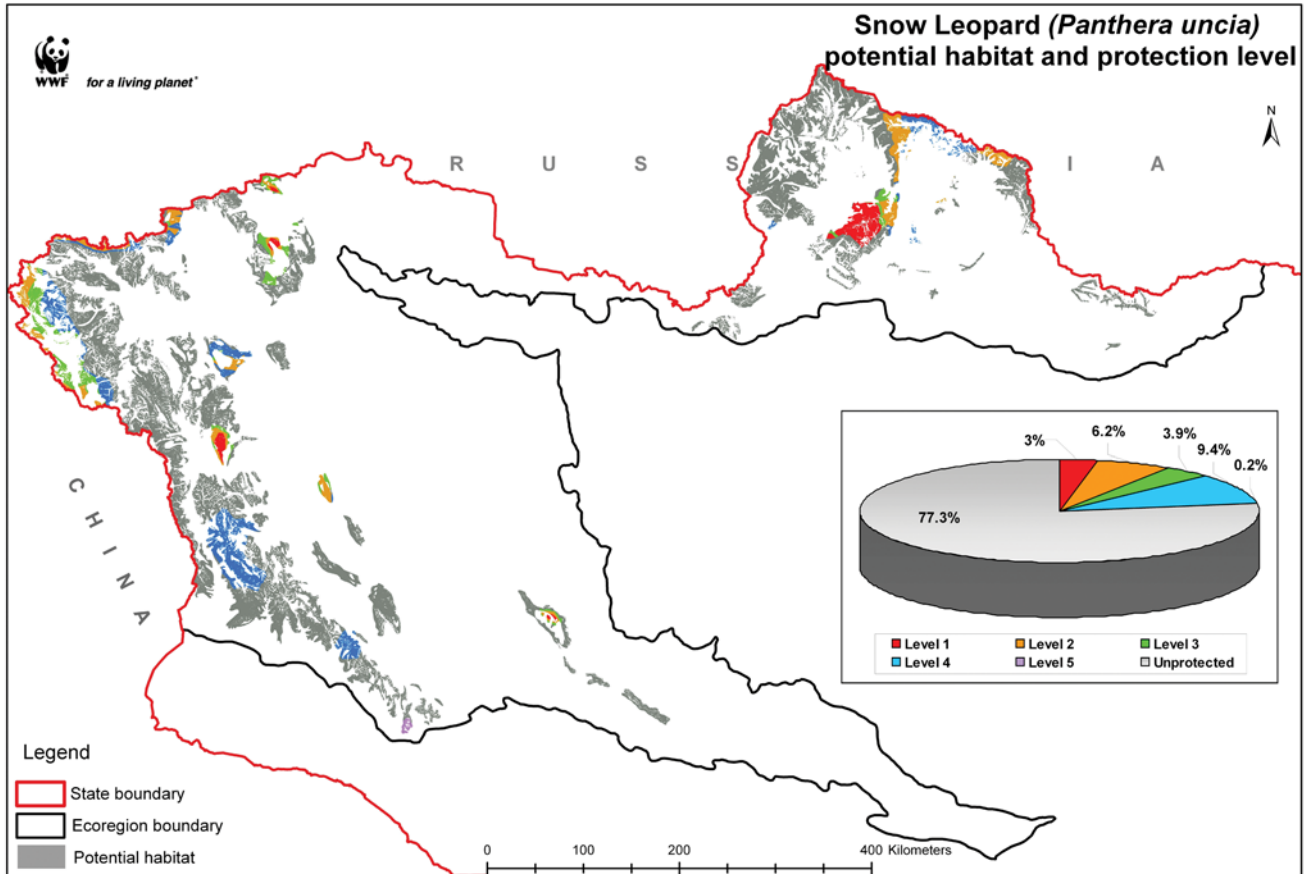 Snow Leopard (Panthera uncia)
potential habitat and protection level
WWF
for a living planet®
N
R U S S I A
C H I N A
3%
6.2%
3.9%
9.4%
0.2%
77.3%
Level 1 Level 2 Level 3
Level 4 Level 5 Unprotected
Legend
State boundary
Ecoregion boundary
Potential habitat
0 100 200 400 Kilometers